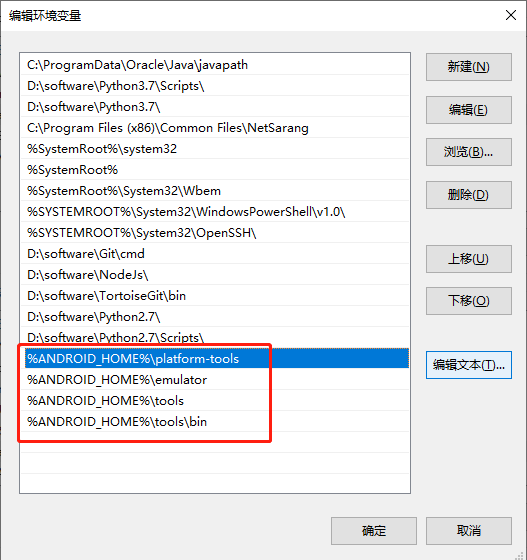 编辑环境变量
C:\ProgramData\Oracle\Java\javapath
D:\software\Python3.7\Scripts\
D:\software\Python3.7\
C:\Program Files (x86)\Common Files\NetSarang
%SystemRoot%\system32
%SystemRoot%
%SystemRoot%\System32\Wbem
%SYSTEMROOT%\System32\WindowsPowerShell\v1.0\
%SYSTEMROOT%\System32\OpenSSH\
D:\software\Git\cmd
D:\software\NodeJs\
D:\software\TortoiseGit\bin
D:\software\Python2.7\
D:\software\Python2.7\Scripts\
%ANDROID_HOME%\platform-tools
%ANDROID_HOME%\emulator
%ANDROID_HOME%\tools
%ANDROID_HOME%\tools\bin
新建(N)
编辑(E)
浏览(B)...
删除(D)
上移(U)
下移(O)
编辑文本(T)...
确定
取消